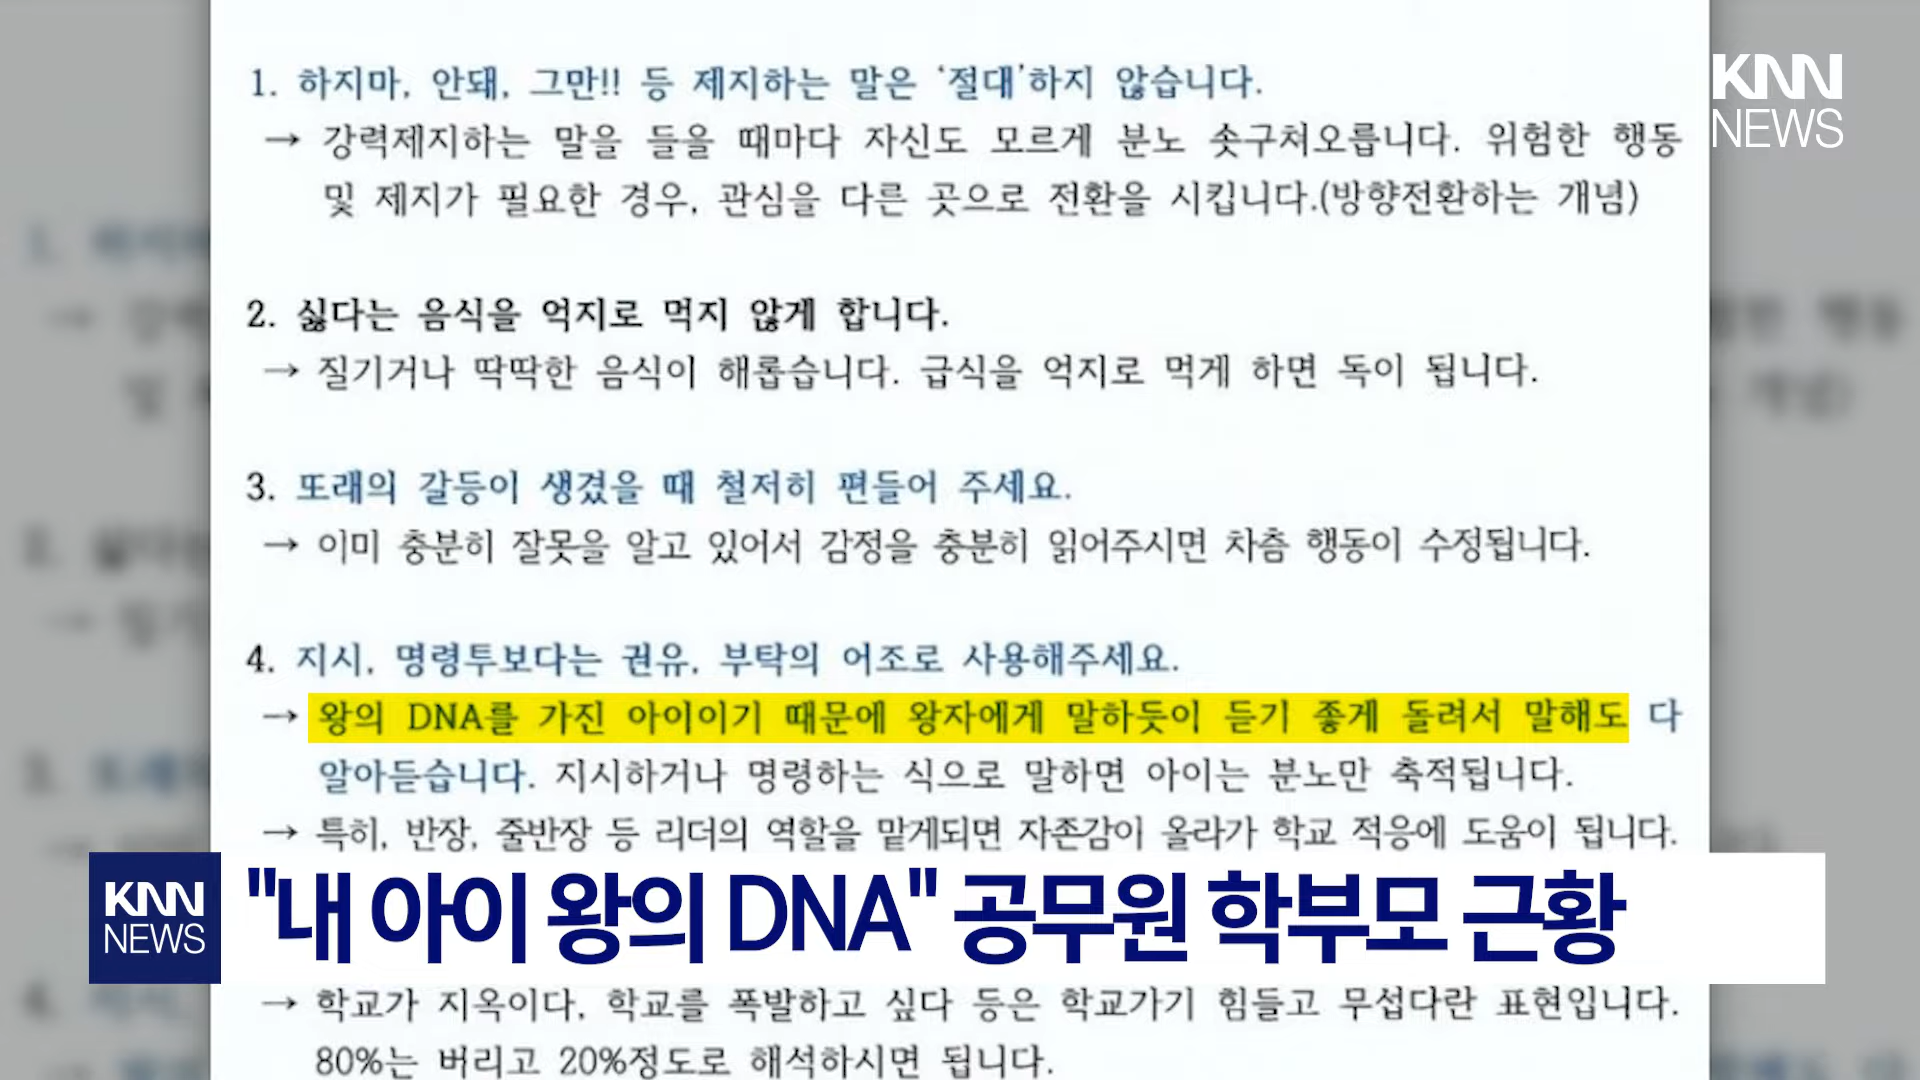 1. 하지마, 안돼, 그만!! 등 제지하는 말은 '절대'하지 않습니다.
→ 강력제지하는 말을 들을 때마다 자신도 모르게 분노 솟구쳐오릅니다. 위험한 행동
및 제지가 필요한 경우, 관심을 다른 곳으로 전환을 시킵니다.(방향전환하는 개념)
KNN
NEWS
2. 싫다는 음식을 억지로 먹지 않게 합니다.
→ 질기거나 딱딱한 음식이 해롭습니다. 급식을 억지로 먹게 하면 독이 됩니다.
3. 또래의 갈등이 생겼을 때 철저히 편들어 주세요.
→ 이미 충분히 잘못을 알고 있어서 감정을 충분히 읽어주시면 차츰 행동이 수정됩니다.
4. 지시, 명령투보다는 권유, 부탁의 어조로 사용해주세요.
→ 왕의 DNA를 가진 아이이기 때문에 왕자에게 말하듯이 듣기 좋게 돌려서 말해도 다
알아듣습니다. 지시하거나 명령하는 식으로 말하면 아이는 분노만 축적됩니다.
→ 특히, 반장, 줄반장 등 리더의 역할을 맡게되면 자존감이 올라가 학교 적응에 도움이 됩니다.
KNN
NEWS
"내 아이 왕의 DNA" 공무원 학부모 근황
→ 학교가 지옥이다, 학교를 폭발하고 싶다 등은 학교가기 힘들고 무섭다란 표현입니다.
80%는 버리고 20%정도로 해석하시면 됩니다.